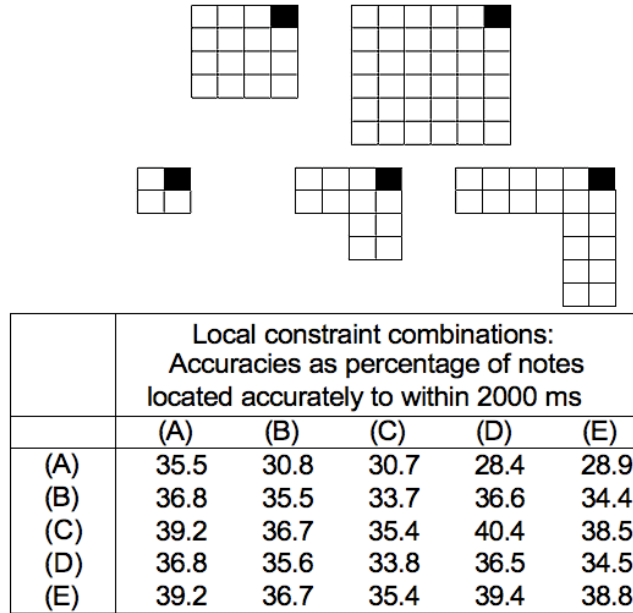 Local constraint combinations:
Accuracies as percentage of notes
located accurately to within 2000 ms
(A) (B) (C) (D) (E)
(A) 35.5 30.8 30.7 28.4 28.9
(B) 36.8 35.5 33.7 36.6 34.4
(C) 39.2 36.7 35.4 40.4 38.5
(D) 36.8 35.6 33.8 36.5 34.5
(E) 39.2 36.7 35.4 39.4 38.8